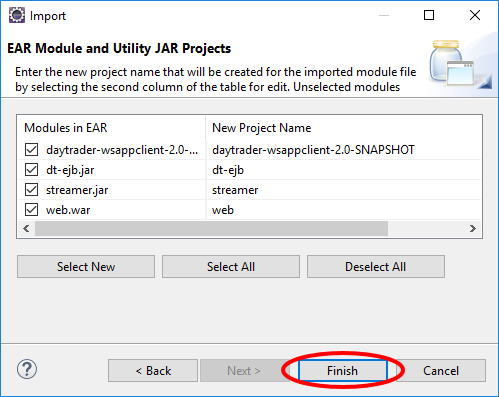 Import
EAR Module and Utility JAR Projects
Enter the new project name that will be created for the imported module file
by selecting the second column of the table for edit. Unselected modules
Modules in EAR New Project Name
daytrader-wsappclient-2.0-... daytrader-wsappclient-2.0-SNAPSHOT
dt-ejb.jar dt-ejb
streamer.jar streamer
web.war web
Select New Select All Deselect All
? < Back Next > Finish Cancel